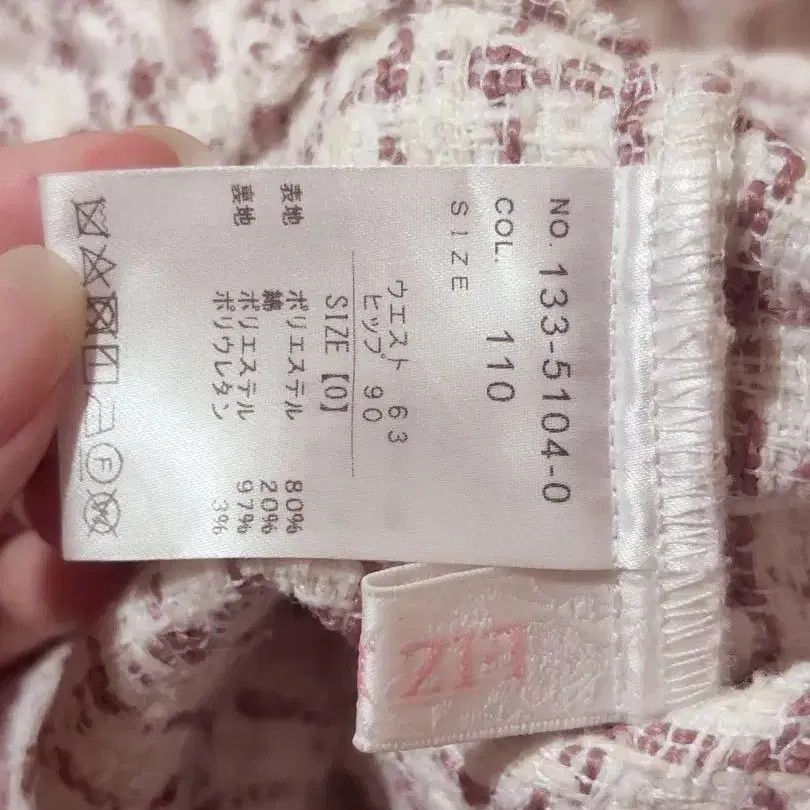 NO. 133-5104-0
COL. 110
SIZE
ウエスト 63
ヒップ 90
SIZE【0】
表地 ポリエステル 80%
綿 20%
裏地 ポリエステル 97%
ポリウレタン 3%
F